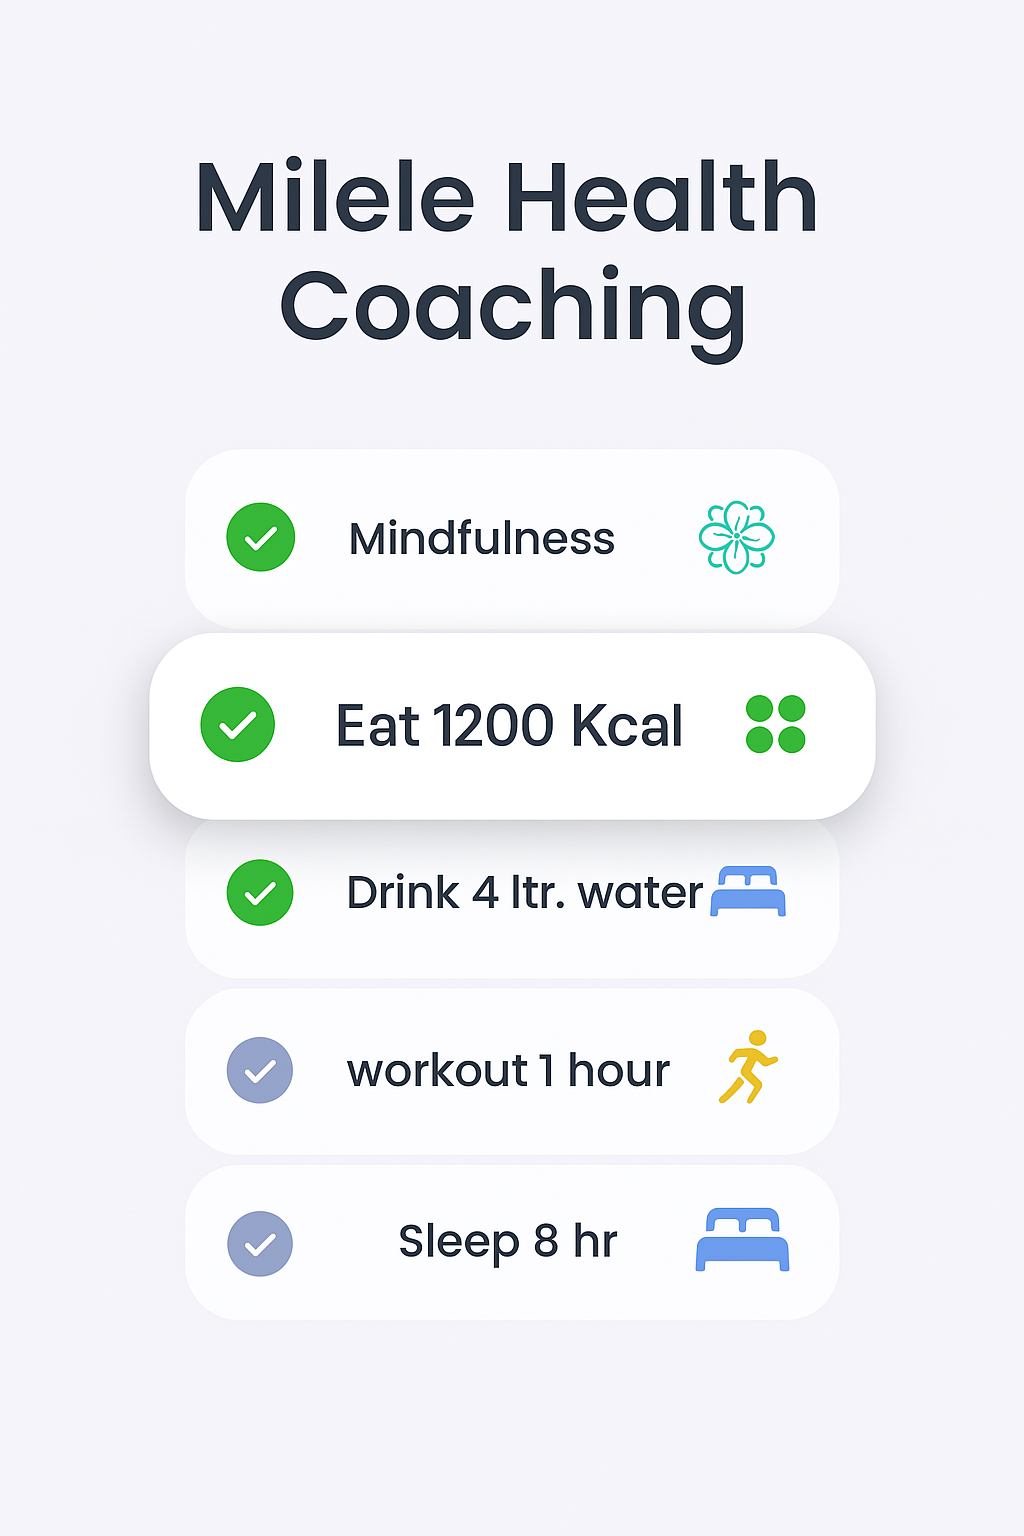 Milele Health
Coaching
Mindfulness
Eat 1200 Kcal
Drink 4 ltr. water
workout 1 hour
Sleep 8 hr